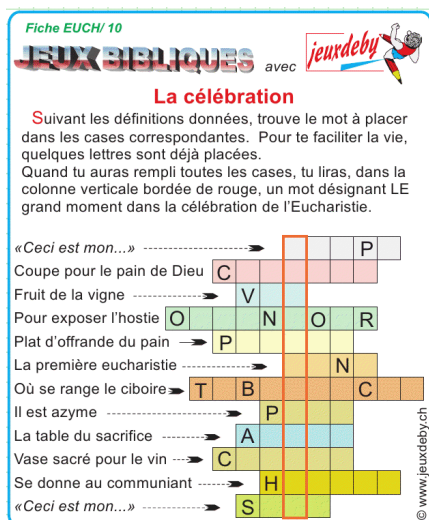 Fiche EUCH/ 10
JEUX BIBLIQUES avec jeuxdeby
La célébration
Suivant les définitions données, trouve le mot à placer
dans les cases correspondantes. Pour te faciliter la vie,
quelques lettres sont déjà placées.
Quand tu auras rempli toutes les cases, tu liras, dans la
colonne verticale bordée de rouge, un mot désignant LE
grand moment dans la célébration de l'Eucharistie.
«Ceci est mon...» P
Coupe pour le pain de Dieu C
Fruit de la vigne V
Pour exposer l'hostie O N O R
Plat d'offrande du pain P
La première eucharistie N
Où se range le ciboire T B C
Il est azyme P
La table du sacrifice A
Vase sacré pour le vin C
Se donne au communiant H
«Ceci est mon...» S
© www.jeuxdeby.ch